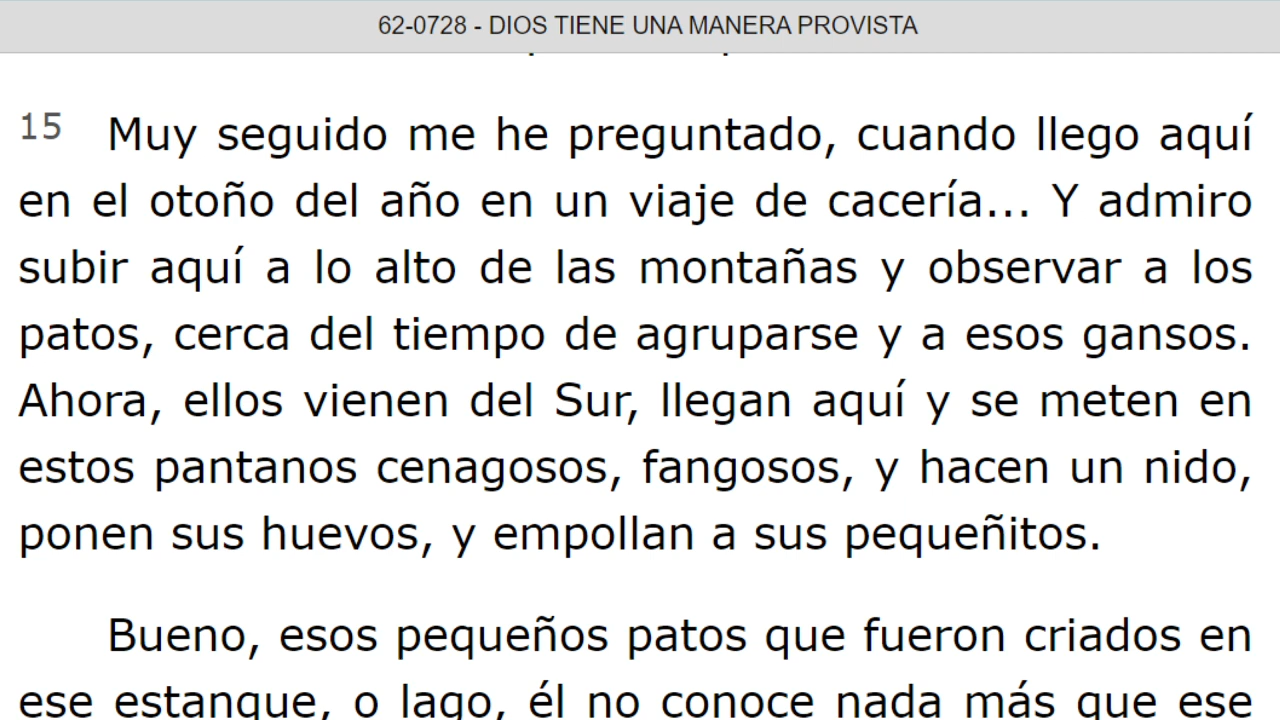 62-0728 - DIOS TIENE UNA MANERA PROVISTA
15 Muy seguido me he preguntado, cuando llego aquí
en el otoño del año en un viaje de cacería... Y admiro
subir aquí a lo alto de las montañas y observar a los
patos, cerca del tiempo de agruparse y a esos gansos.
Ahora, ellos vienen del Sur, llegan aquí y se meten en
estos pantanos cenagosos, fangosos, y hacen un nido,
ponen sus huevos, y empollan a sus pequeñitos.
Bueno, esos pequeños patos que fueron criados en
ese estanque, o lago, él no conoce nada más que ese